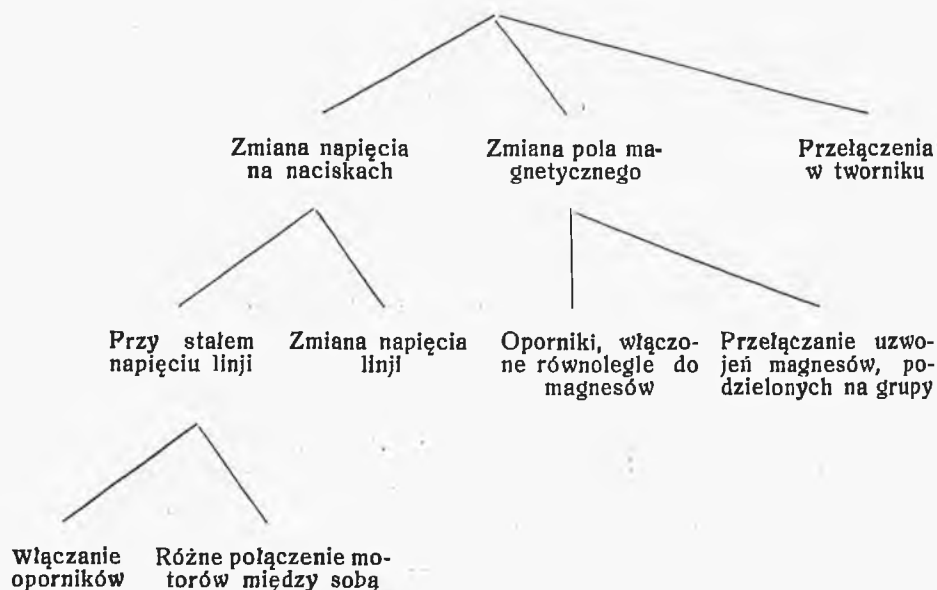 Zmiana napięcia
na naciskach
Zmiana pola ma-
gnetycznego
Przełączenia
w tworniku
Przy stałem
napięciu linji
Zmiana napięcia
linji
Oporniki, włączo-
ne równolegle do
magnesów
Przełączanie uzwo-
jeń magnesów, po-
dzielonych na grupy
Włączanie
oporników
Różne połączenie mo-
torów między sobą